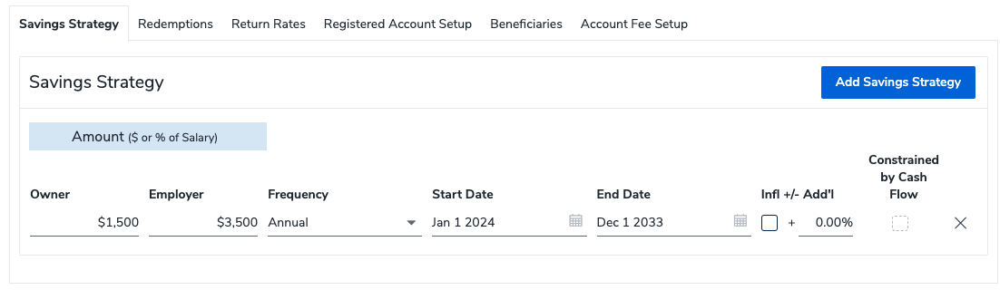 Savings Strategy Redemptions Return Rates Registered Account Setup Beneficiaries Account Fee Setup
Savings Strategy Add Savings Strategy
Amount ($ or % of Salary)
Constrained
by Cash
Owner Employer Frequency Start Date End Date Infl +/- Add'l Flow
$1,500 $3,500 Annual Jan 1 2024 Dec 1 2033 + 0.00%